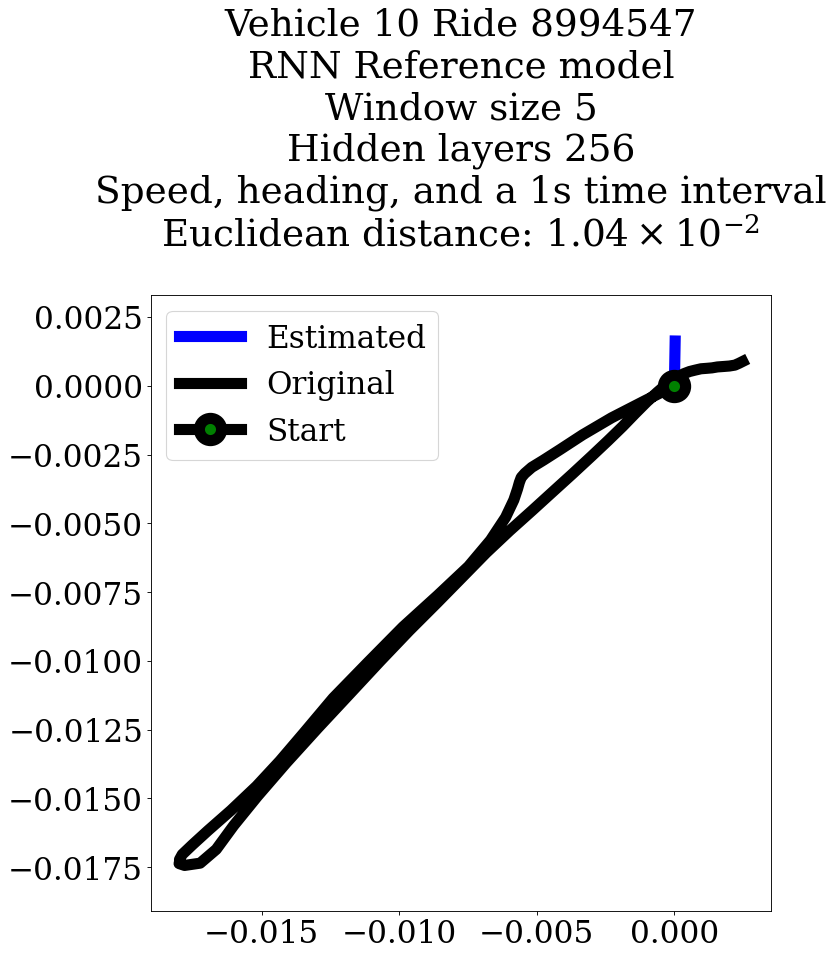 Vehicle 10 Ride 8994547
RNN Reference model
Window size 5
Hidden layers 256
Speed, heading, and a 1s time interval
Euclidean distance: 1.04 × 10⁻²
Estimated
Original
Start
0.0025
0.0000
−0.0025
−0.0050
−0.0075
−0.0100
−0.0125
−0.0150
−0.0175
−0.015 −0.010 −0.005 0.000